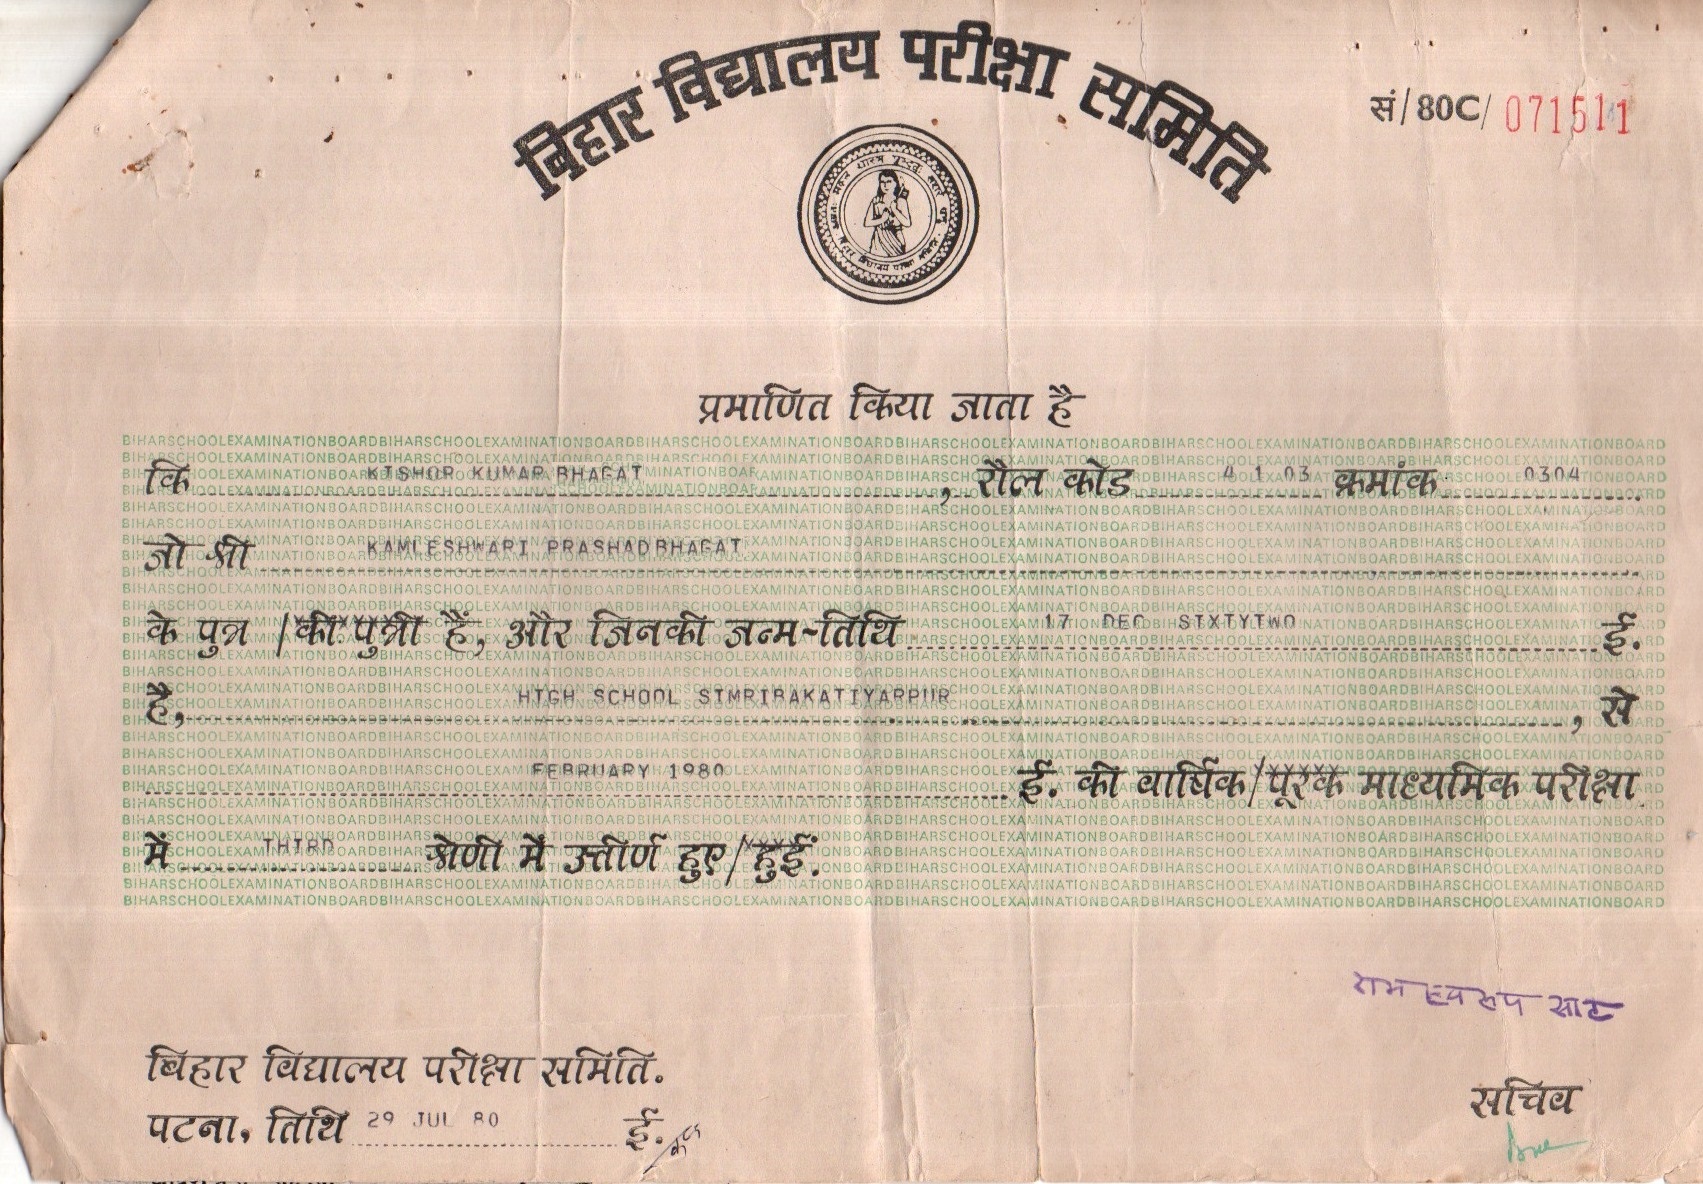 बिहार विद्यालय परीक्षा समिति
सं/80C/ 071511
प्रमाणित किया जाता है
कि KISHOR KUMAR BHAGAT, रौल कोड 4 1 03 क्रमांक 0304
जो श्री KAMLESHWARI PRASHADBHAGAT
के पुत्र/की पुत्री हैं, और जिनकी जन्म-तिथि 17 DEC SIXTYTWO ई.
है, HIGH SCHOOL SIMRIBAKATIYARPUR, से
FEBRUARY 1980 ई. की वार्षिक/पूरक माध्यमिक परीक्षा
में THIRD श्रेणी में उत्तीर्ण हुए/हुईं.
राम स्वरूप साह
बिहार विद्यालय परीक्षा समिति.
सचिव
पटना, तिथि 29 JUL 80 ई.